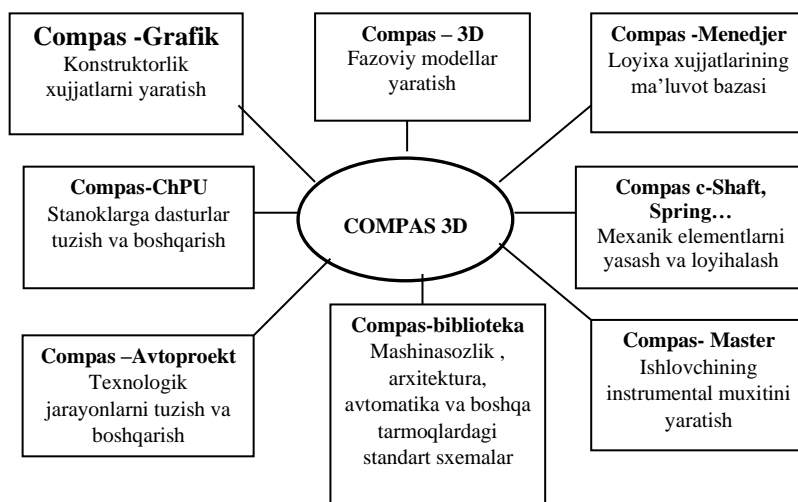 Compas -Grafik
Konstruktorlik
xujjatlarni yaratish
Compas – 3D
Fazoviy modellar
yaratish
Compas -Menedjer
Loyixa xujjatlarining
ma’luvot bazasi
Compas-ChPU
Stanoklarga dasturlar
tuzish va boshqarish
COMPAS 3D
Compas c-Shaft,
Spring…
Mexanik elementlarni
yasash va loyihalash
Compas –Avtoproekt
Texnologik
jarayonlarni tuzish va
boshqarish
Compas-biblioteka
Mashinasozlik ,
arxitektura,
avtomatika va boshqa
tarmoqlardagi
standart sxemalar
Compas- Master
Ishlovchining
instrumental muxitini
yaratish